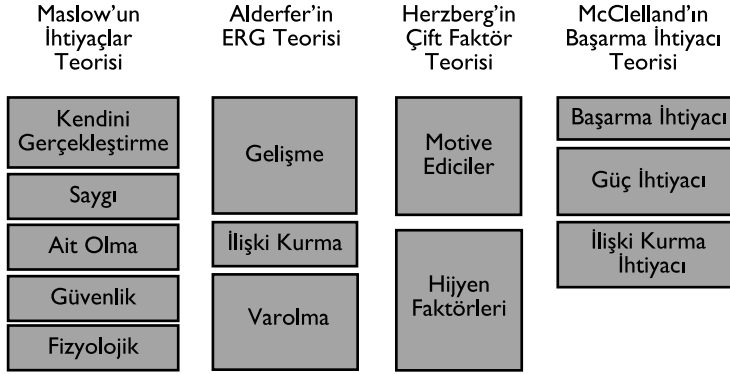 Maslow'un
İhtiyaçlar
Teorisi
Kendini
Gerçekleştirme
Saygı
Ait Olma
Güvenlik
Fizyolojik
Alderfer'in
ERG Teorisi
Gelişme
İlişki Kurma
Varolma
Herzberg'in
Çift Faktör
Teorisi
Motive
Ediciler
Hijyen
Faktörleri
McClelland'ın
Başarma İhtiyacı
Teorisi
Başarma İhtiyacı
Güç İhtiyacı
İlişki Kurma
İhtiyacı